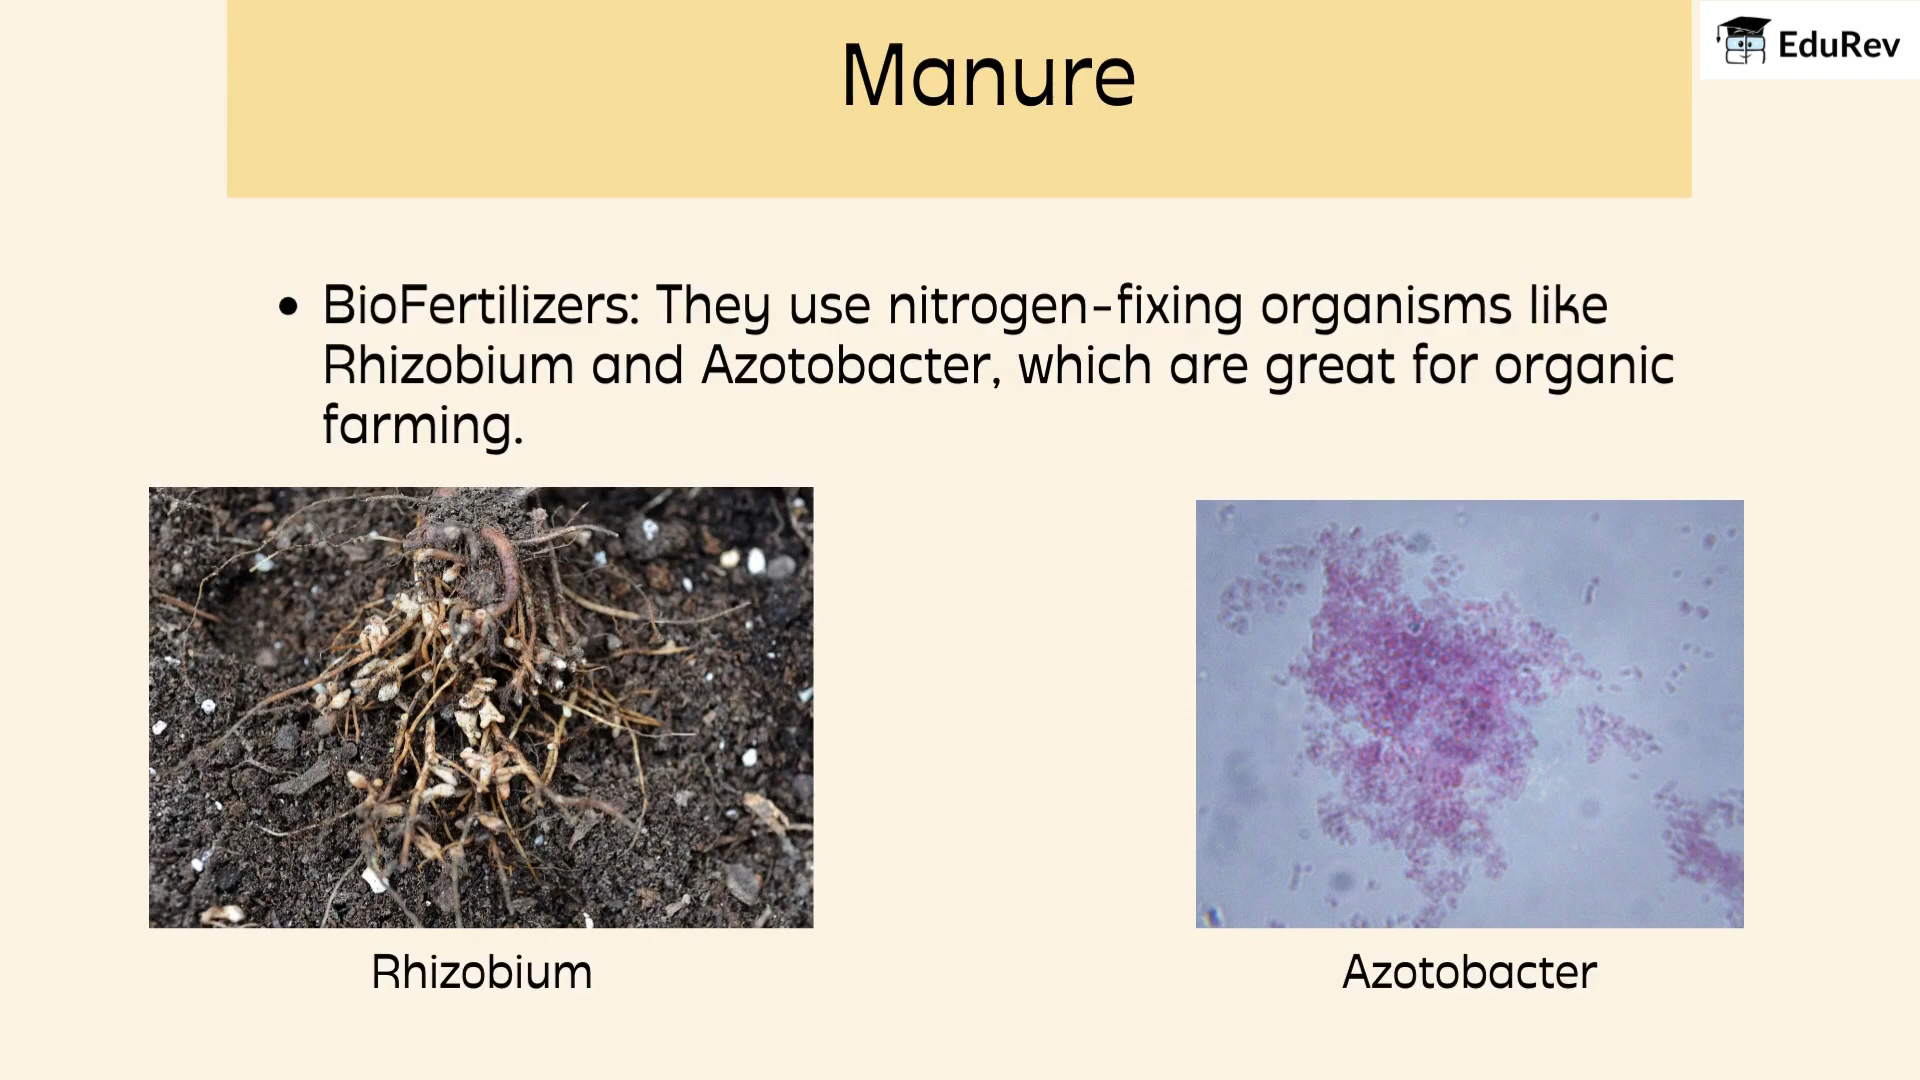 Manure
EduRev
• BioFertilizers: They use nitrogen-fixing organisms like
Rhizobium and Azotobacter, which are great for organic
farming.
Rhizobium
Azotobacter